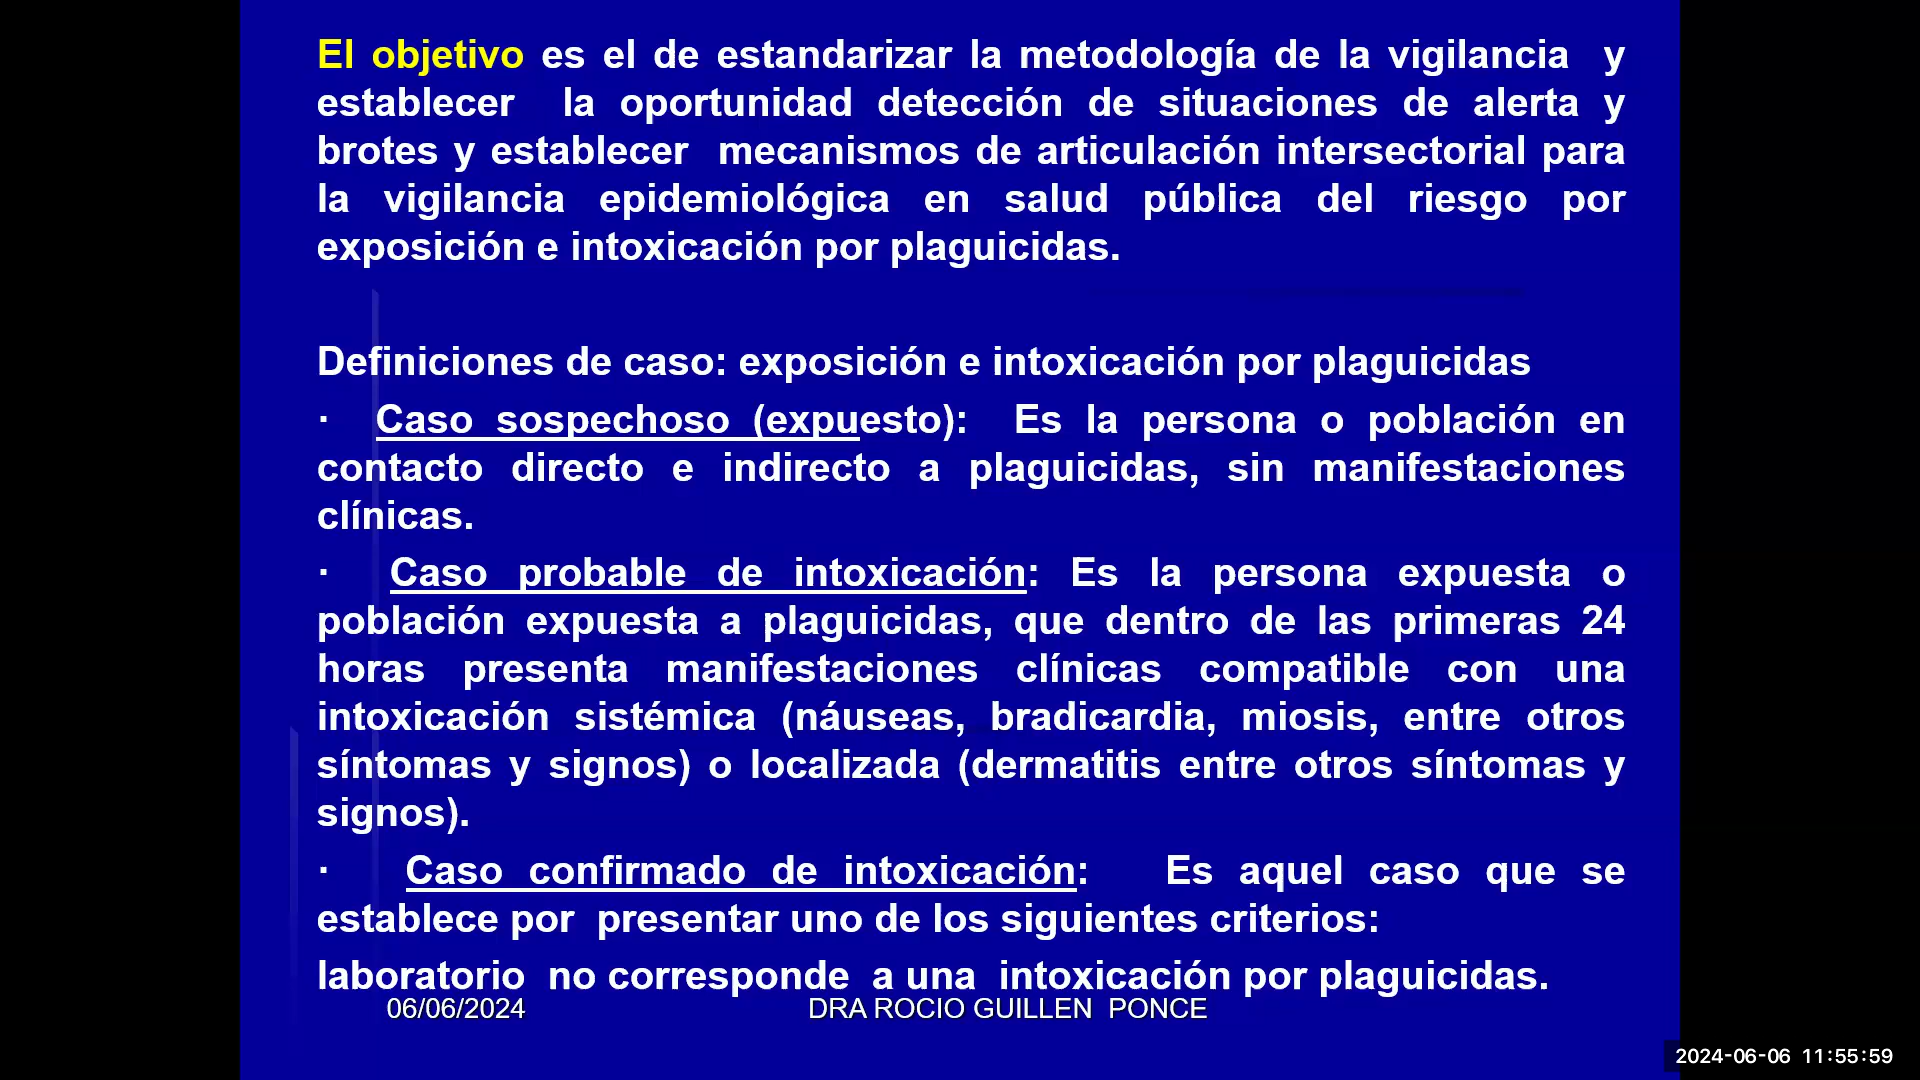 El objetivo es el de estandarizar la metodología de la vigilancia y
establecer la oportunidad detección de situaciones de alerta y
brotes y establecer mecanismos de articulación intersectorial para
la vigilancia epidemiológica en salud pública del riesgo por
exposición e intoxicación por plaguicidas.
Definiciones de caso: exposición e intoxicación por plaguicidas
· Caso sospechoso (expuesto): Es la persona o población en
contacto directo e indirecto a plaguicidas, sin manifestaciones
clínicas.
· Caso probable de intoxicación: Es la persona expuesta o
población expuesta a plaguicidas, que dentro de las primeras 24
horas presenta manifestaciones clínicas compatible con una
intoxicación sistémica (náuseas, bradicardia, miosis, entre otros
síntomas y signos) o localizada (dermatitis entre otros síntomas y
signos).
· Caso confirmado de intoxicación: Es aquel caso que se
establece por presentar uno de los siguientes criterios:
laboratorio no corresponde a una intoxicación por plaguicidas.
06/06/2024 DRA ROCIO GUILLEN PONCE
2024-06-06 11:55:59